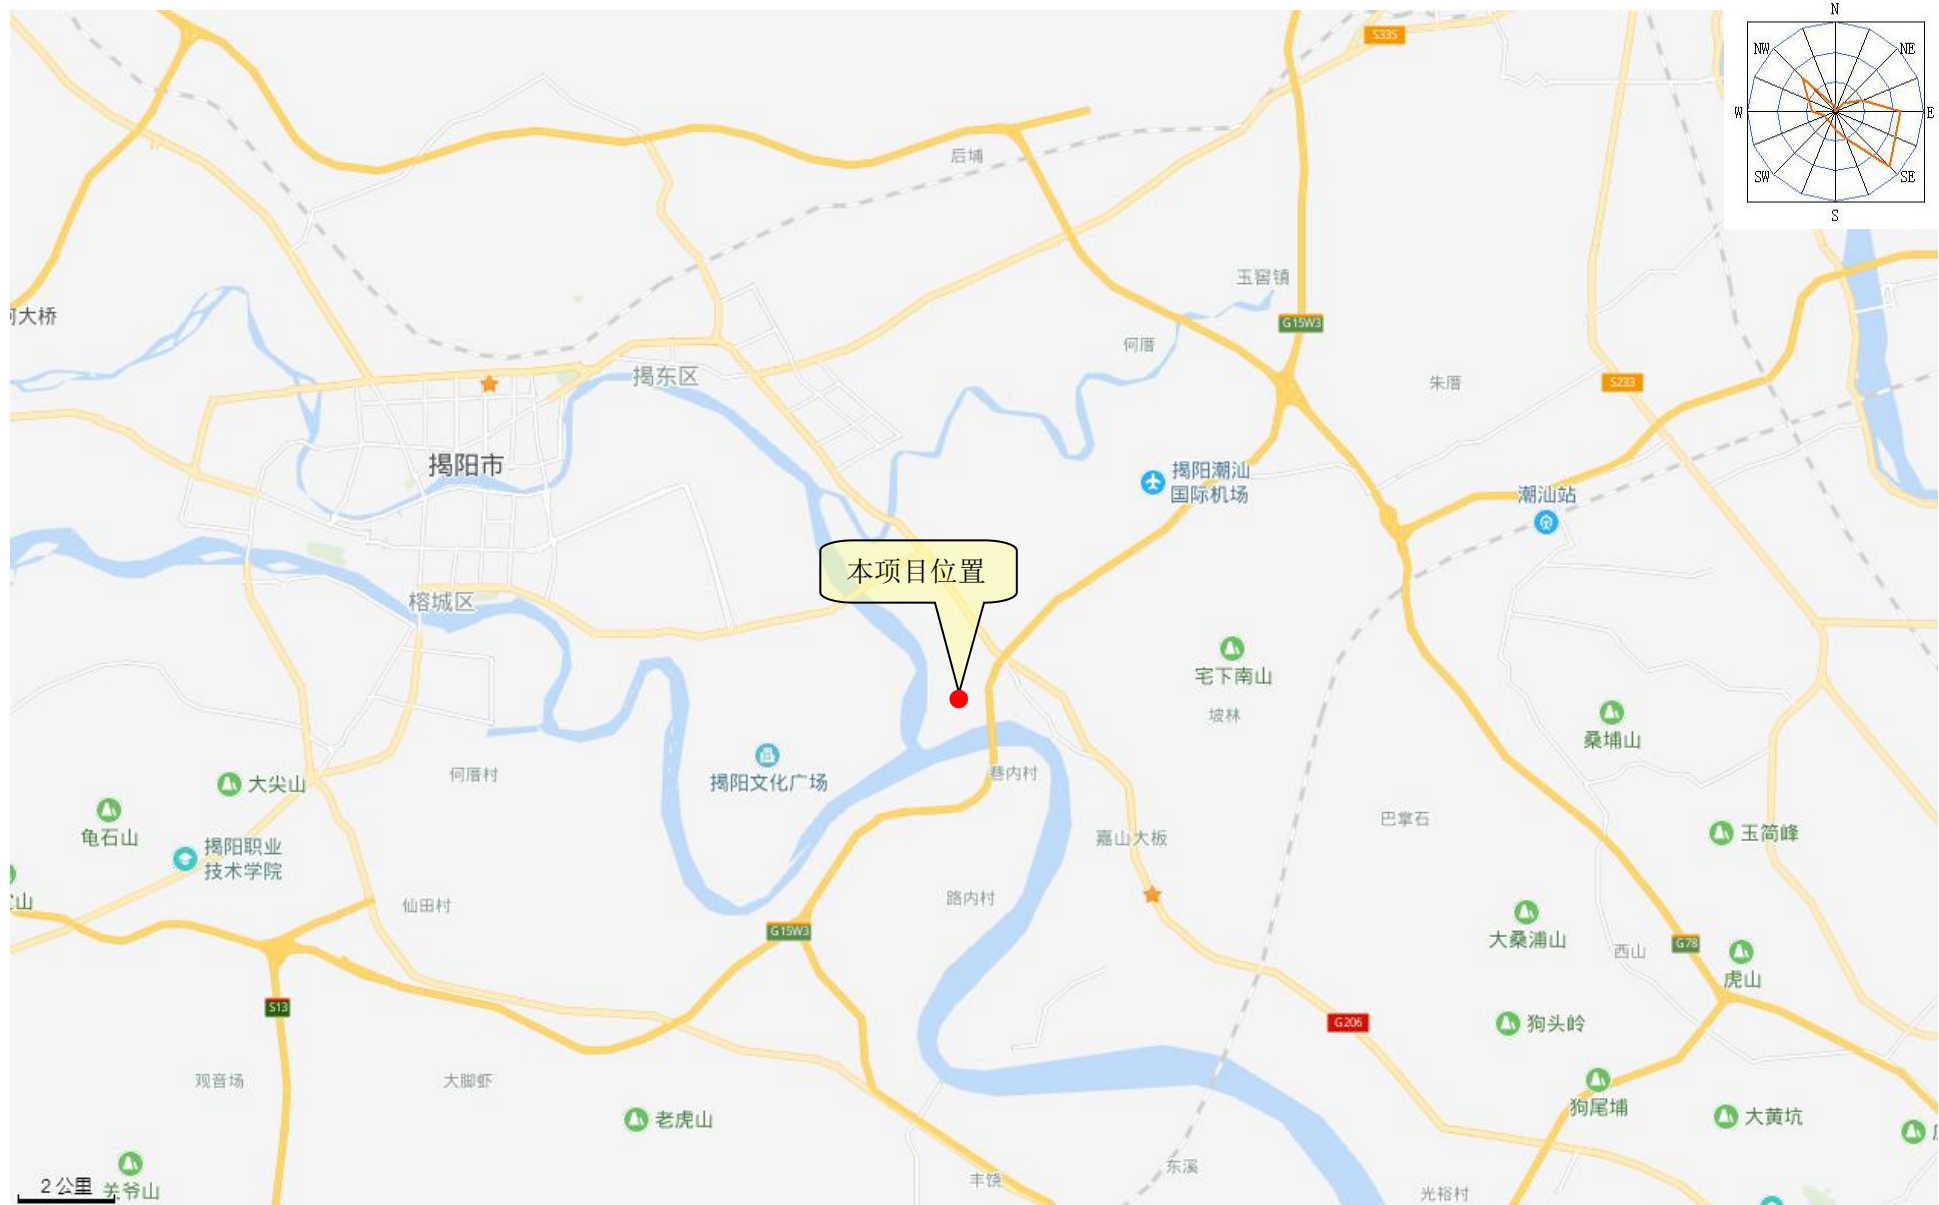 N
S335
NW
NE
W
E
后埔
SW
SE
S
玉窖镇
河大桥
G15W3
何厝
揭东区
朱厝
S233
揭阳市
揭阳潮汕
国际机场
潮汕站
本项目位置
榕城区
宅下南山
坡林
桑埔山
何厝村
巷内村
大尖山
揭阳文化广场
龟石山
巴掌石
玉简峰
嘉山大板
揭阳职业
技术学院
山
仙田村
路内村
G15W3
大桑浦山
西山
G78
虎山
S13
G206
狗头岭
观音场
大脚虾
狗尾埔
老虎山
大黄坑
东溪
丰饶
光裕村
2 公里
羌爷山